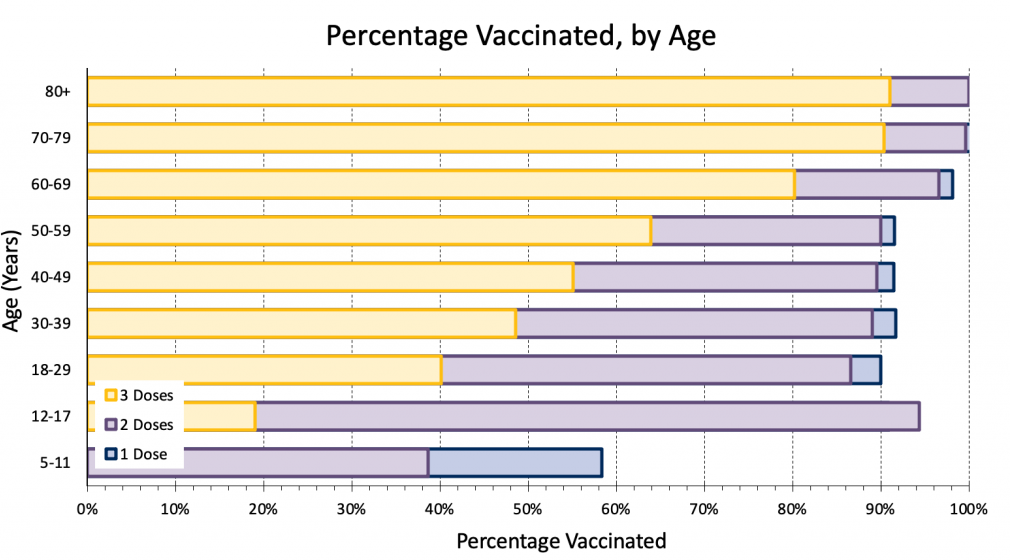 Percentage Vaccinated, by Age
Age (Years)
80+
70-79
60-69
50-59
40-49
30-39
18-29
12-17
5-11
3 Doses
2 Doses
1 Dose
0% 10% 20% 30% 40% 50% 60% 70% 80% 90% 100%
Percentage Vaccinated